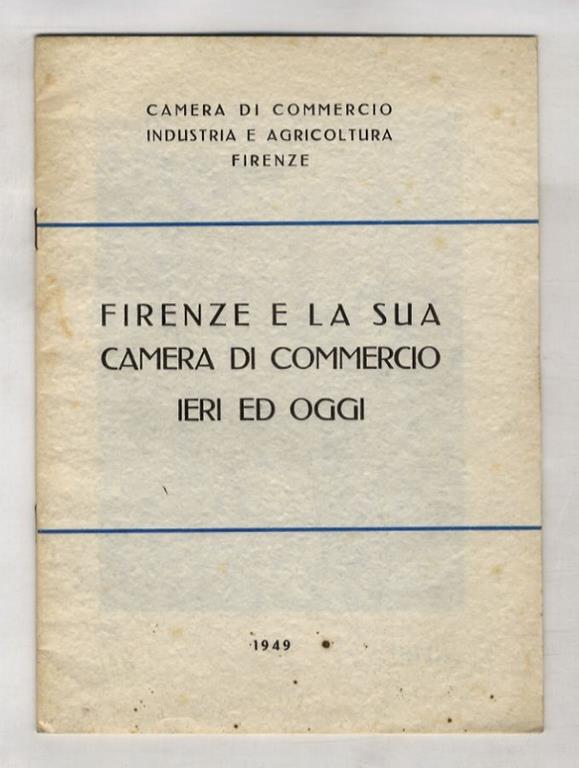 CAMERA DI COMMERCIO
INDUSTRIA E AGRICOLTURA
FIRENZE
FIRENZE E LA SUA
CAMERA DI COMMERCIO
IERI ED OGGI
1949